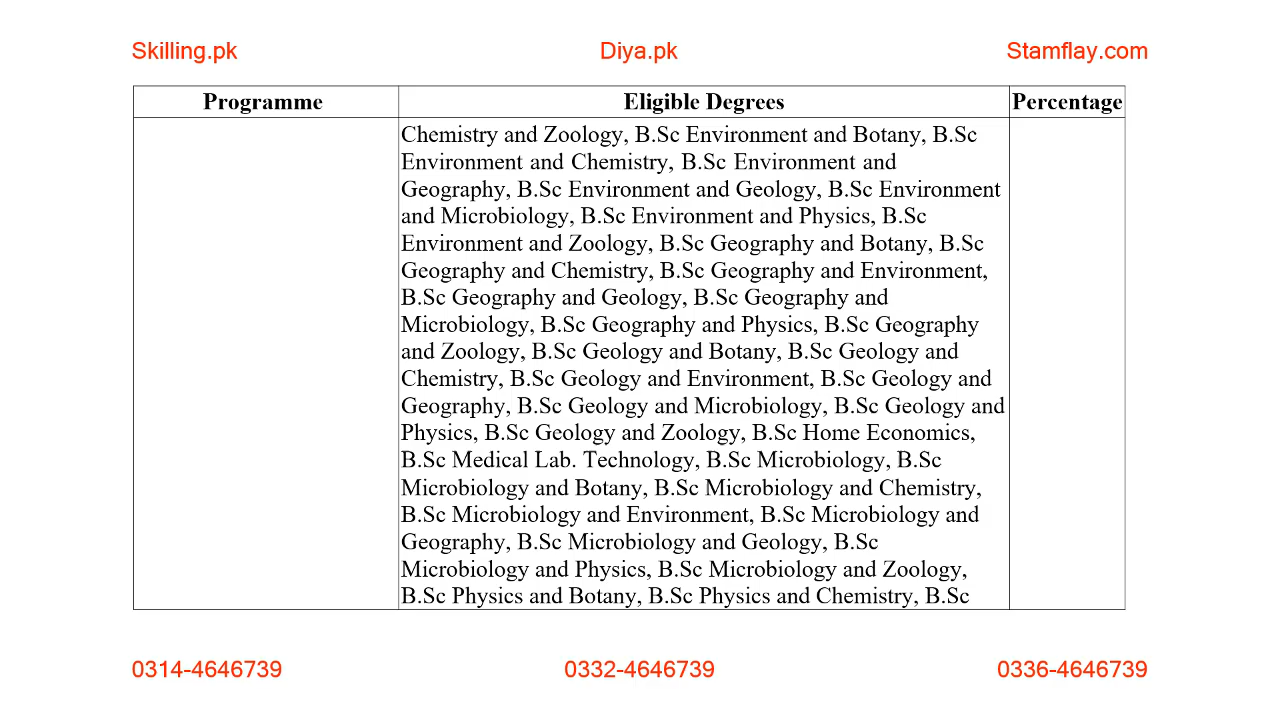 Skilling.pk Diya.pk Stamflay.com
Programme Eligible Degrees Percentage
Chemistry and Zoology, B.Sc Environment and Botany, B.Sc
Environment and Chemistry, B.Sc Environment and
Geography, B.Sc Environment and Geology, B.Sc Environment
and Microbiology, B.Sc Environment and Physics, B.Sc
Environment and Zoology, B.Sc Geography and Botany, B.Sc
Geography and Chemistry, B.Sc Geography and Environment,
B.Sc Geography and Geology, B.Sc Geography and
Microbiology, B.Sc Geography and Physics, B.Sc Geography
and Zoology, B.Sc Geology and Botany, B.Sc Geology and
Chemistry, B.Sc Geology and Environment, B.Sc Geology and
Geography, B.Sc Geology and Microbiology, B.Sc Geology and
Physics, B.Sc Geology and Zoology, B.Sc Home Economics,
B.Sc Medical Lab. Technology, B.Sc Microbiology, B.Sc
Microbiology and Botany, B.Sc Microbiology and Chemistry,
B.Sc Microbiology and Environment, B.Sc Microbiology and
Geography, B.Sc Microbiology and Geology, B.Sc
Microbiology and Physics, B.Sc Microbiology and Zoology,
B.Sc Physics and Botany, B.Sc Physics and Chemistry, B.Sc
0314-4646739 0332-4646739 0336-4646739